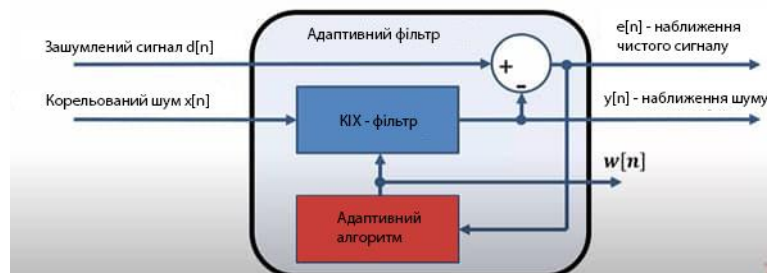 Зашумлений сигнал d[n]
Адаптивний фільтр
e[n] - наближення
чистого сигналу
+
-
Корельований шум x[n]
КІХ - фільтр
y[n] - наближення шуму
w[n]
Адаптивний
алгоритм